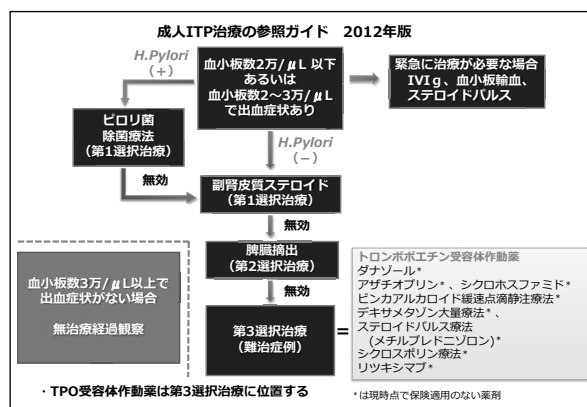 成人ITP治療の参照ガイド 2012年版
H.Pylori
(+)
血小板数2万/μL 以下
あるいは
血小板数2～3万/μL
で出血症状あり
緊急に治療が必要な場合
IVIg、血小板輸血、
ステロイドパルス
ピロリ菌
除菌療法
(第1選択治療)
H.Pylori
(－)
無効
副腎皮質ステロイド
(第1選択治療)
無効
脾臓摘出
(第2選択治療)
無効
血小板数3万/μL以上で
出血症状がない場合
無治療経過観察
第3選択治療
(難治症例)
=
トロンボポエチン受容体作動薬
ダナゾール*
アザチオプリン*、シクロホスファミド*
ビンカアルカロイド緩速点滴静注療法*
デキサメタゾン大量療法*、
ステロイドパルス療法
(メチルプレドニゾロン)*
シクロスポリン療法*
リツキシマブ*
・TPO受容体作動薬は第3選択治療に位置する
*は現時点で保険適用のない薬剤